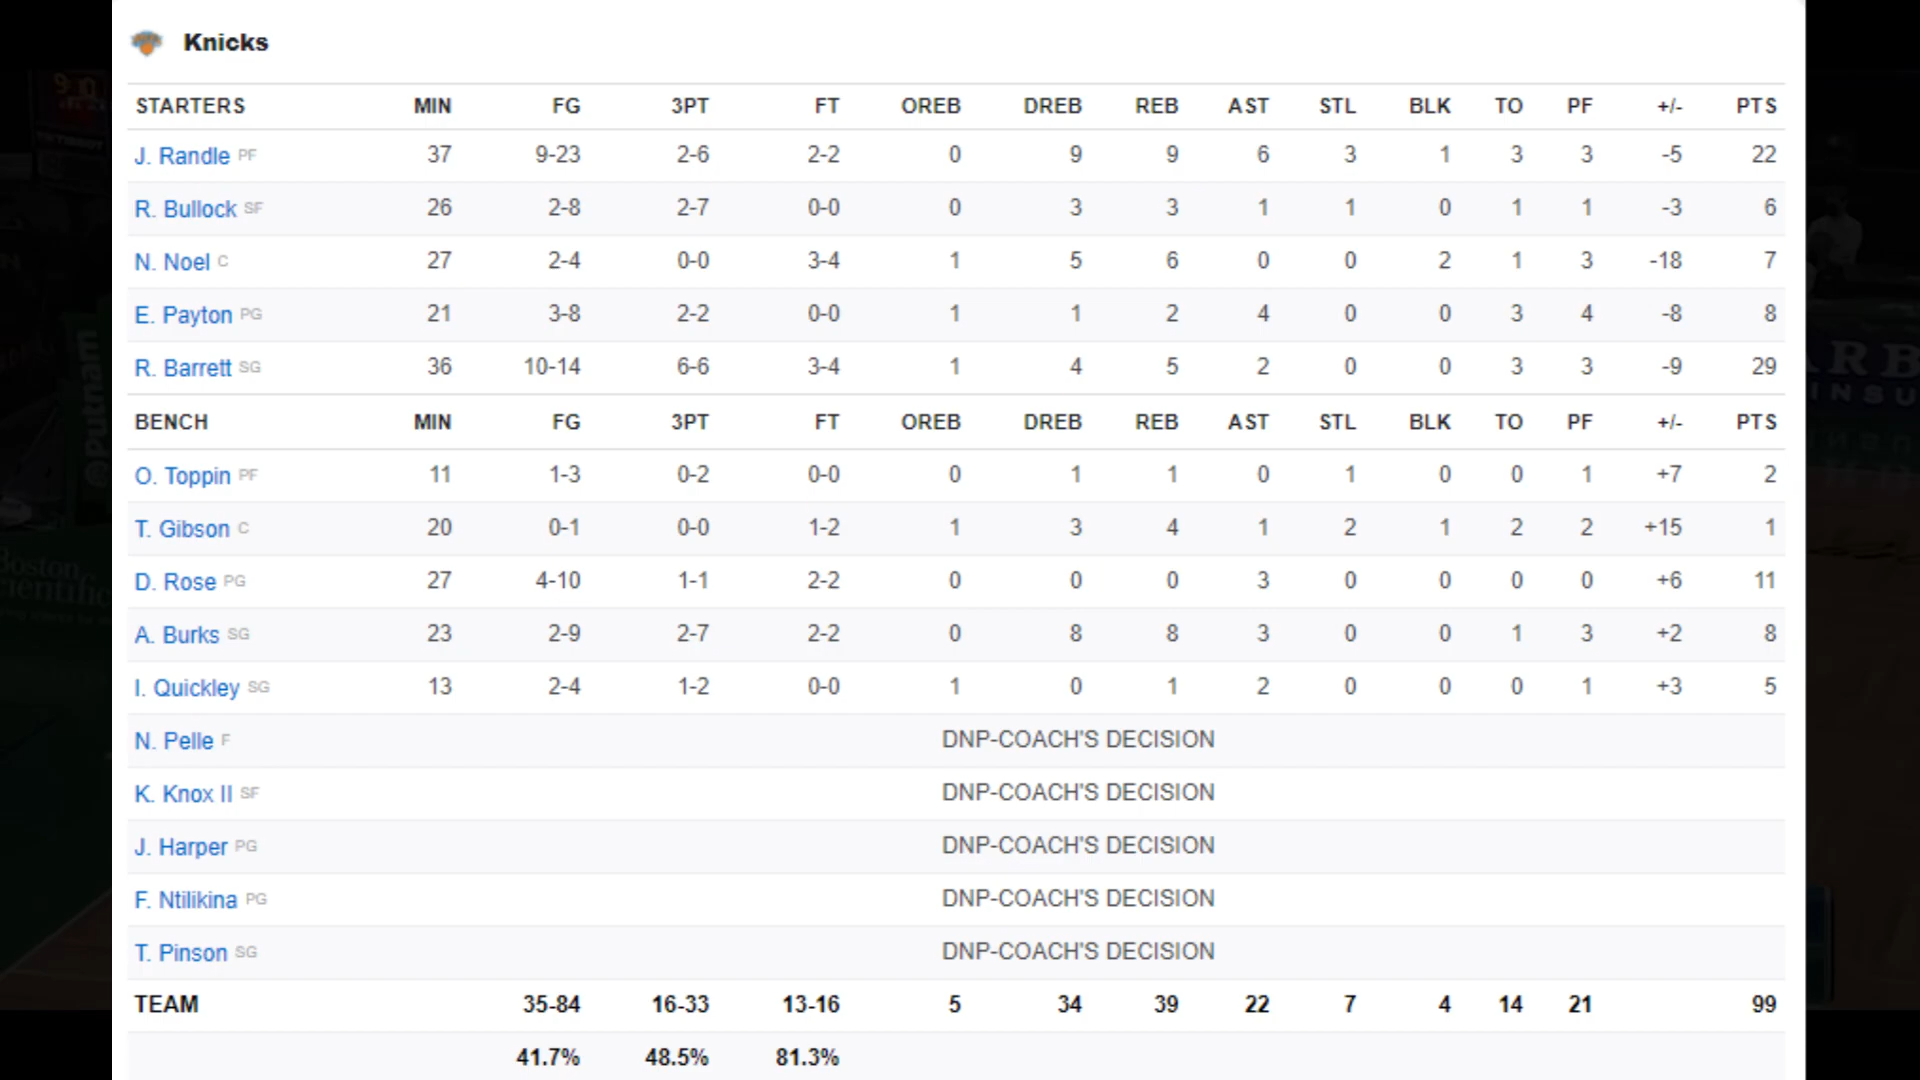 Knicks
STARTERS MIN FG 3PT FT OREB DREB REB AST STL BLK TO PF +/- PTS
J. Randle PF 37 9-23 2-6 2-2 0 9 9 6 3 1 3 3 -5 22
R. Bullock SF 26 2-8 2-7 0-0 0 3 3 1 1 0 1 1 -3 6
N. Noel C 27 2-4 0-0 3-4 1 5 6 0 0 2 1 3 -18 7
E. Payton PG 21 3-8 2-2 0-0 1 1 2 4 0 0 3 4 -8 8
R. Barrett SG 36 10-14 6-6 3-4 1 4 5 2 0 0 3 3 -9 29
BENCH MIN FG 3PT FT OREB DREB REB AST STL BLK TO PF +/- PTS
O. Toppin PF 11 1-3 0-2 0-0 0 1 1 0 1 0 0 1 +7 2
T. Gibson C 20 0-1 0-0 1-2 1 3 4 1 2 1 2 2 +15 1
D. Rose PG 27 4-10 1-1 2-2 0 0 0 3 0 0 0 0 +6 11
A. Burks SG 23 2-9 2-7 2-2 0 8 8 3 0 0 1 3 +2 8
I. Quickley SG 13 2-4 1-2 0-0 1 0 1 2 0 0 0 1 +3 5
N. Pelle F DNP-COACH'S DECISION
K. Knox II SF DNP-COACH'S DECISION
J. Harper PG DNP-COACH'S DECISION
F. Ntilikina PG DNP-COACH'S DECISION
T. Pinson SG DNP-COACH'S DECISION
TEAM 35-84 16-33 13-16 5 34 39 22 7 4 14 21 99
41.7% 48.5% 81.3%
@Putnam
Boston